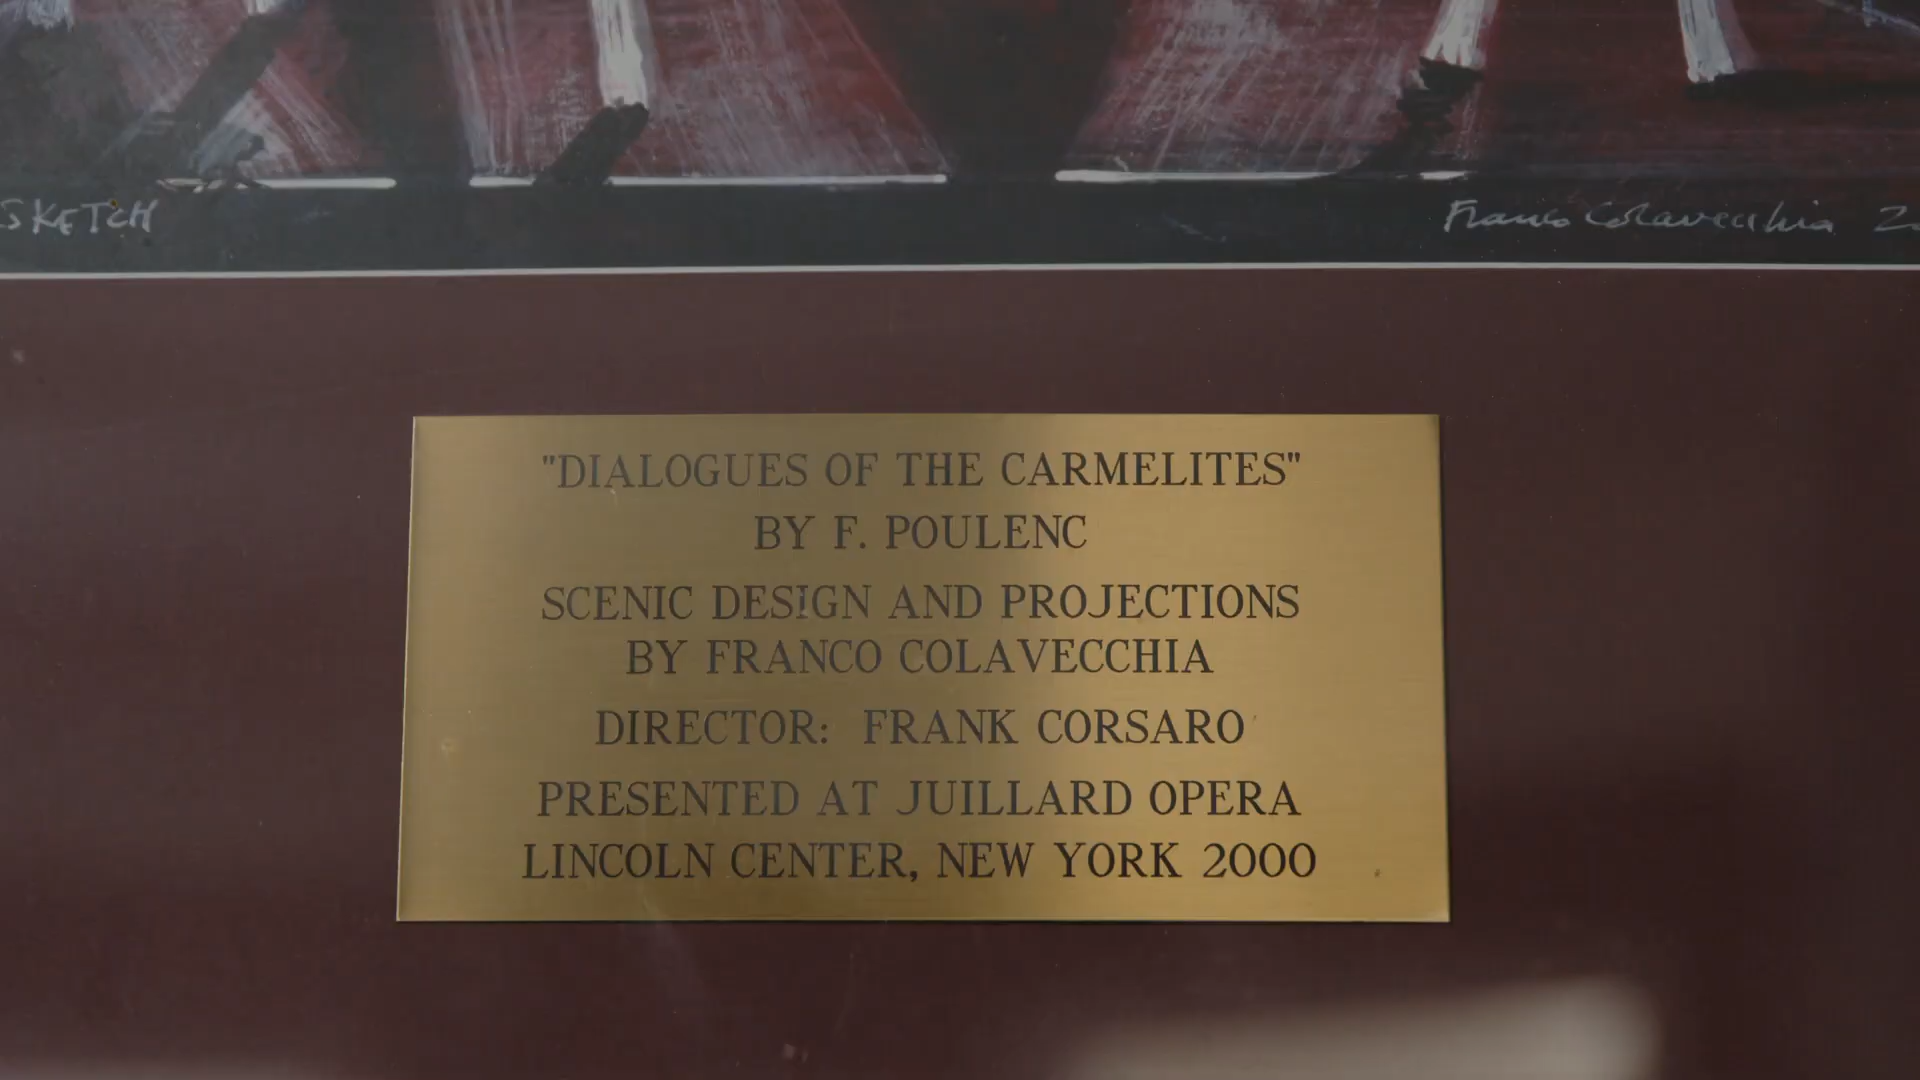 SKETCH
Franco Colavecchia
"DIALOGUES OF THE CARMELITES"
BY F. POULENC
SCENIC DESIGN AND PROJECTIONS
BY FRANCO COLAVECCHIA
DIRECTOR: FRANK CORSARO
PRESENTED AT JUILLARD OPERA
LINCOLN CENTER, NEW YORK 2000